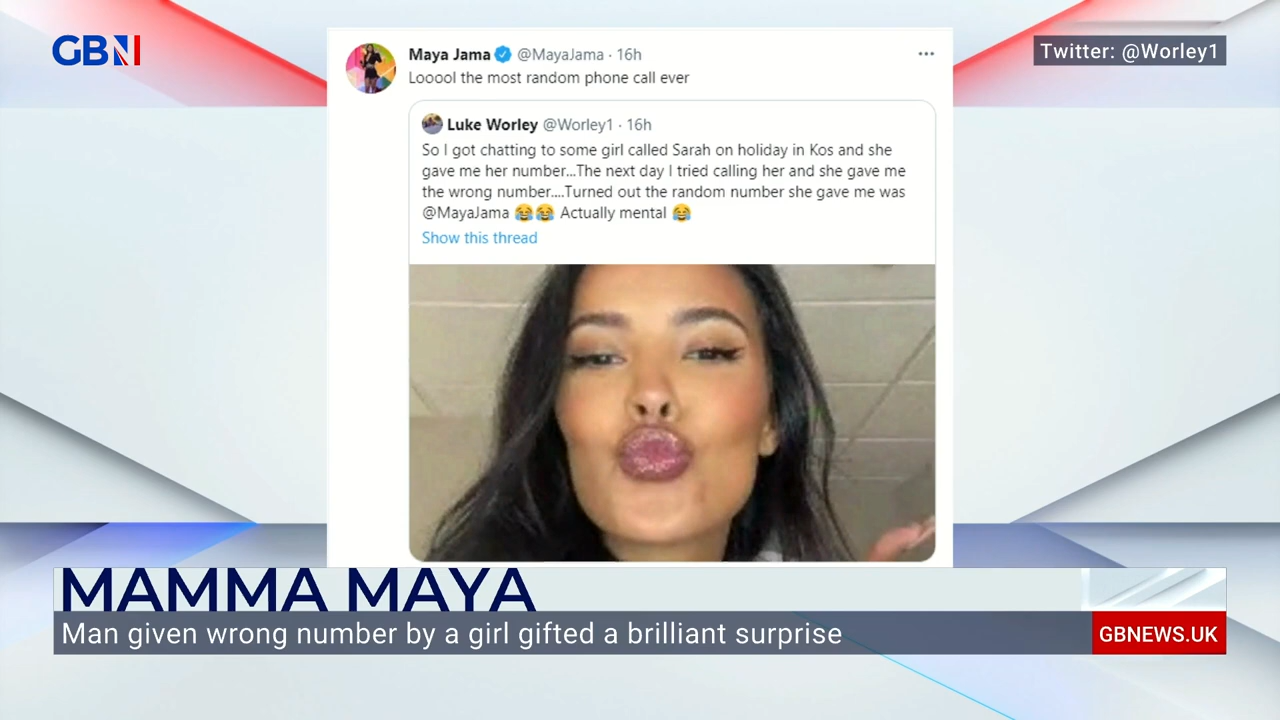 GBN
Twitter: @Worley1
Maya Jama @MayaJama · 16h
Looool the most random phone call ever
Luke Worley @Worley1 · 16h
So I got chatting to some girl called Sarah on holiday in Kos and she
gave me her number...The next day I tried calling her and she gave me
the wrong number....Turned out the random number she gave me was
@MayaJama 😂😂 Actually mental 😂
Show this thread
MAMMA MAYA
Man given wrong number by a girl gifted a brilliant surprise
GBNEWS.UK